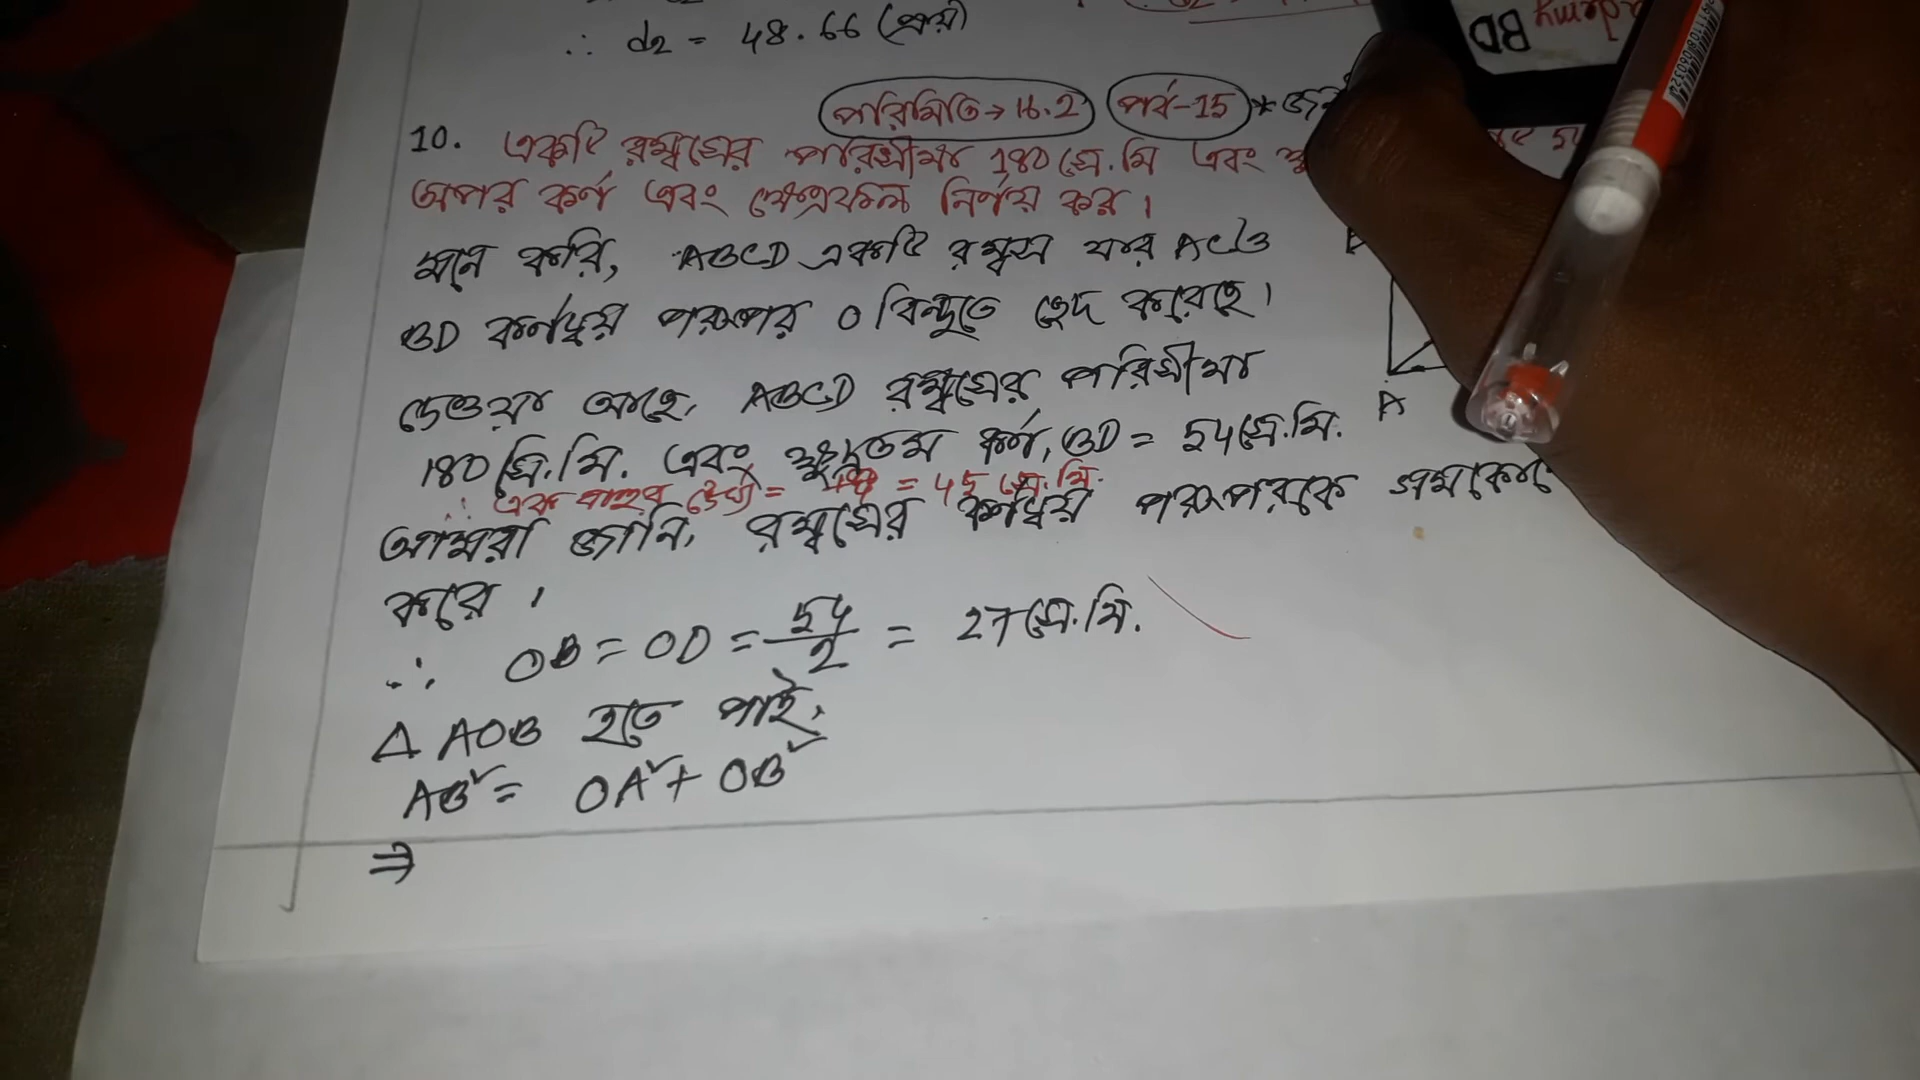 ∴ d2 = 48.66 (প্রায়)
BD
পরিমিতি → 16.2 পর্ব-15 *
10. একটি রম্বসের পরিসীমা 180 সে.মি এবং
অপর কর্ণ এবং ক্ষেত্রফল নির্ণয় কর।
মনে করি, ABCD একটি রম্বস যার AC ও
BD কর্ণদ্বয় পরস্পর O বিন্দুতে ছেদ করেছে।
A
দেওয়া আছে, ABCD রম্বসের পরিসীমা
180 সে.মি. এবং ক্ষুদ্রতম কর্ণ, BD = 54 সে.মি.
∴ এক বাহুর দৈর্ঘ্য = = 45 সে.মি.
আমরা জানি, রম্বসের কর্ণদ্বয় পরস্পরকে সমকোণে
করে।
∴ OB = OD = 54/2 = 27 সে.মি.
Δ AOB হতে পাই,
AB² = OA² + OB²
⇒